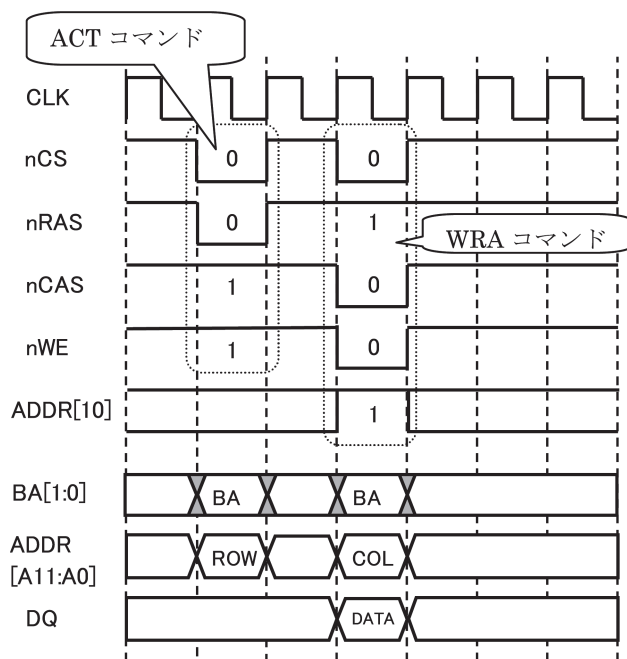 ACT コマンド
CLK
nCS
0
0
nRAS
0
1
WRA コマンド
nCAS
1
0
nWE
1
0
ADDR[10]
1
BA[1:0]
BA
BA
ADDR
[A11:A0]
ROW
COL
DQ
DATA